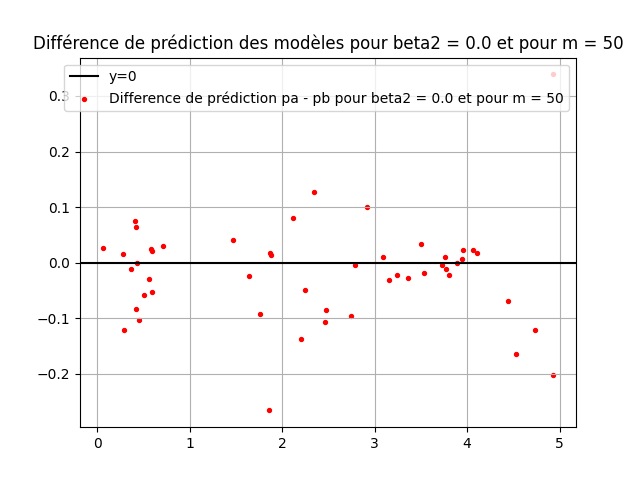 Différence de prédiction des modèles pour beta2 = 0.0 et pour m = 50
y=0
Difference de prédiction pa - pb pour beta2 = 0.0 et pour m = 50
0.3
0.2
0.1
0.0
−0.1
−0.2
0 1 2 3 4 5